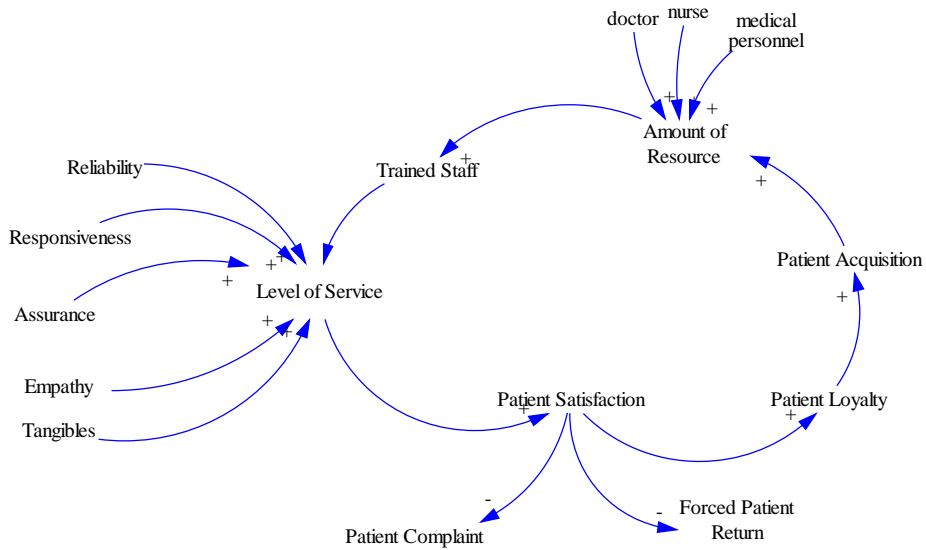 doctor
nurse
medical
personnel
+
+
+
Amount of
Resource
+
Trained Staff
+
Reliability
Responsiveness
Patient Acquisition
+
+
+
+
Level of Service
Assurance
+
+
Empathy
Tangibles
Patient Satisfaction
+
Patient Loyalty
+
-
-
Patient Complaint
Forced Patient
Return